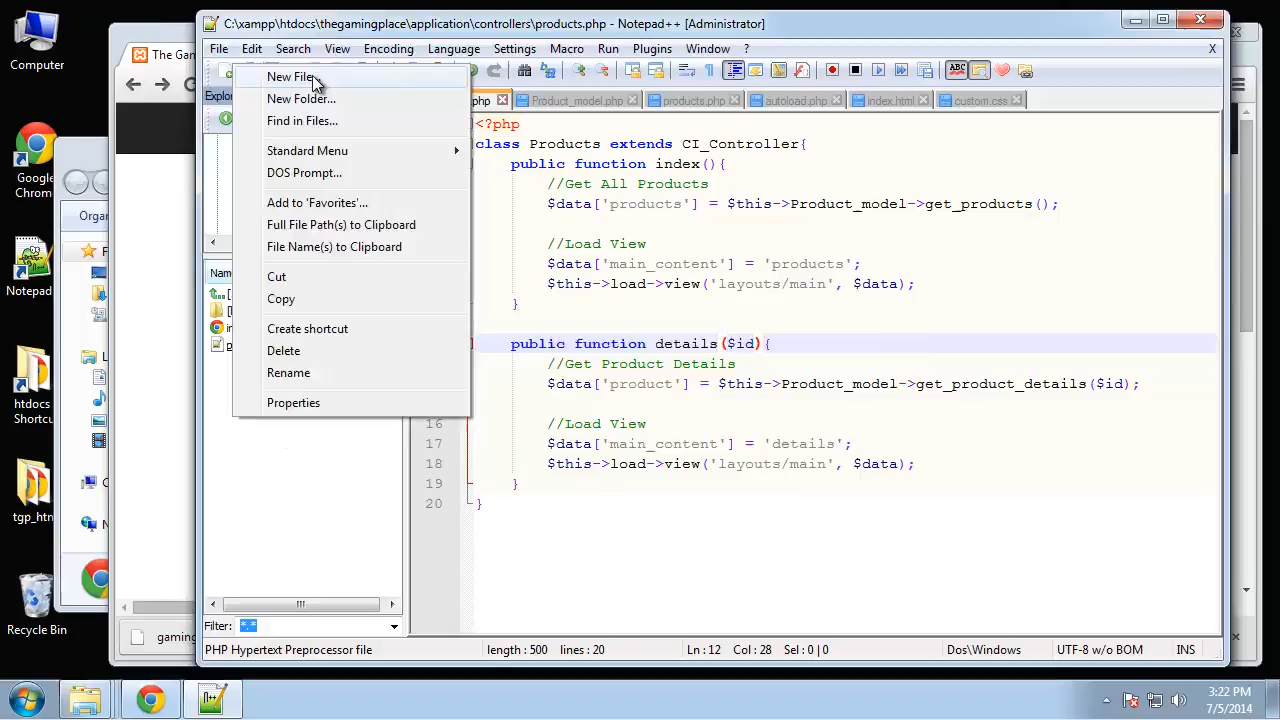 Computer
Google
Chrome
Notepad
htdocs
Shortcu
tgp_htn
Recycle Bin
The Gan
Organ
gaming
C:\xampp\htdocs\thegamingplace\application\controllers\products.php - Notepad++ [Administrator]
File Edit Search View Encoding Language Settings Macro Run Plugins Window ? X
Explor
New File...
New Folder...
Find in Files...
Standard Menu
DOS Prompt...
Add to 'Favorites'...
Full File Path(s) to Clipboard
File Name(s) to Clipboard
Cut
Copy
Create shortcut
Delete
Rename
Properties
Name
Filter: *.*
php Product_model.php products.php autoload.php index.html custom.css
<?php
class Products extends CI_Controller{
public function index(){
//Get All Products
$data['products'] = $this->Product_model->get_products();
//Load View
$data['main_content'] = 'products';
$this->load->view('layouts/main', $data);
}
public function details($id){
//Get Product Details
$data['product'] = $this->Product_model->get_product_details($id);
16 //Load View
17 $data['main_content'] = 'details';
18 $this->load->view('layouts/main', $data);
19 }
20 }
PHP Hypertext Preprocessor file length : 500 lines : 20 Ln : 12 Col : 28 Sel : 0 | 0 Dos\Windows UTF-8 w/o BOM INS
3:22 PM
7/5/2014